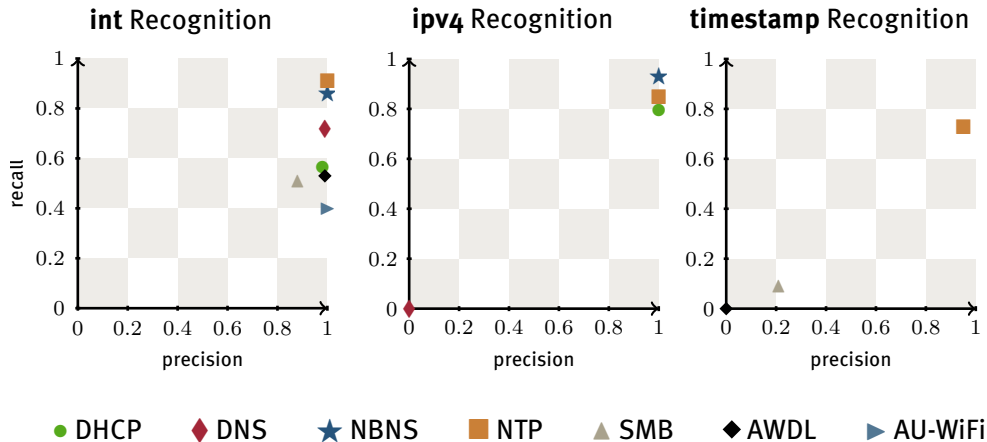 int Recognition
1
0.8
0.6
0.4
0.2
0
recall
0 0.2 0.4 0.6 0.8 1
precision
ipv4 Recognition
1
0.8
0.6
0.4
0.2
0
0 0.2 0.4 0.6 0.8 1
precision
timestamp Recognition
1
0.8
0.6
0.4
0.2
0
0 0.2 0.4 0.6 0.8 1
precision
DHCP DNS NBNS NTP SMB AWDL AU-WiFi